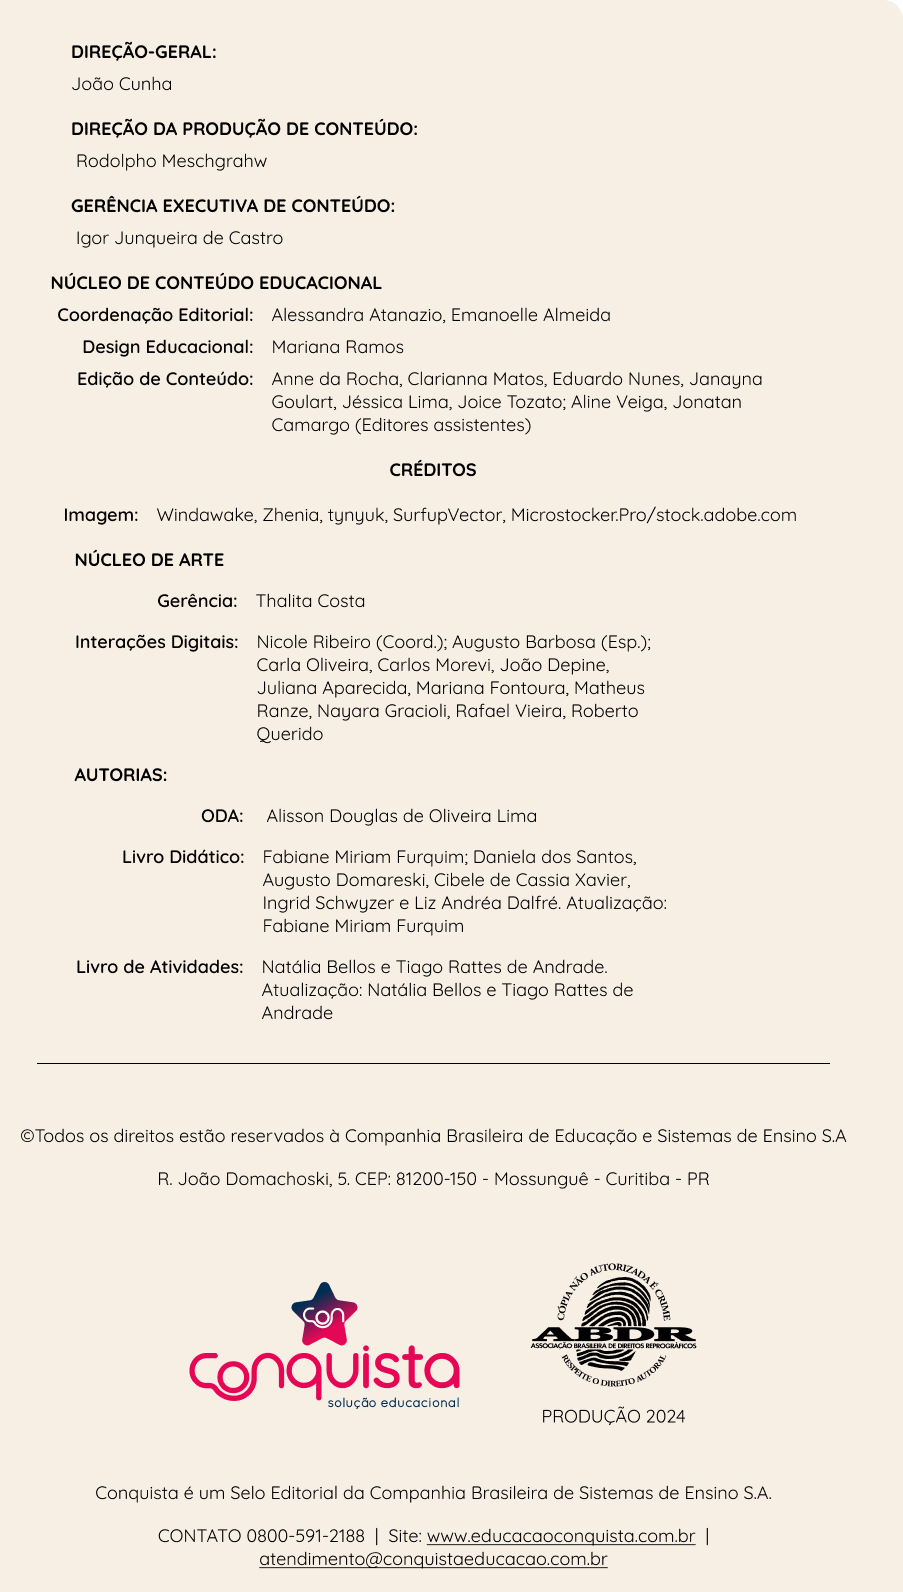 DIREÇÃO-GERAL:
João Cunha
DIREÇÃO DA PRODUÇÃO DE CONTEÚDO:
Rodolpho Meschgrahw
GERÊNCIA EXECUTIVA DE CONTEÚDO:
Igor Junqueira de Castro
NÚCLEO DE CONTEÚDO EDUCACIONAL
Coordenação Editorial: Alessandra Atanazio, Emanoelle Almeida
Design Educacional: Mariana Ramos
Edição de Conteúdo: Anne da Rocha, Clarianna Matos, Eduardo Nunes, Janayna
Goulart, Jéssica Lima, Joice Tozato; Aline Veiga, Jonatan
Camargo (Editores assistentes)
CRÉDITOS
Imagem: Windawake, Zhenia, tynyuk, SurfupVector, Microstocker.Pro/stock.adobe.com
NÚCLEO DE ARTE
Gerência: Thalita Costa
Interações Digitais: Nicole Ribeiro (Coord.); Augusto Barbosa (Esp.);
Carla Oliveira, Carlos Morevi, João Depine,
Juliana Aparecida, Mariana Fontoura, Matheus
Ranze, Nayara Gracioli, Rafael Vieira, Roberto
Querido
AUTORIAS:
ODA: Alisson Douglas de Oliveira Lima
Livro Didático: Fabiane Miriam Furquim; Daniela dos Santos,
Augusto Domareski, Cibele de Cassia Xavier,
Ingrid Schwyzer e Liz Andréa Dalfré. Atualização:
Fabiane Miriam Furquim
Livro de Atividades: Natália Bellos e Tiago Rattes de Andrade.
Atualização: Natália Bellos e Tiago Rattes de
Andrade
©Todos os direitos estão reservados à Companhia Brasileira de Educação e Sistemas de Ensino S.A
R. João Domachoski, 5. CEP: 81200-150 - Mossunguê - Curitiba - PR
con
conquista
solução educacional
CÓPIA NÃO AUTORIZADA É CRIME
ABDR
ASSOCIAÇÃO BRASILEIRA DE DIREITOS REPROGRÁFICOS
RESPEITE O DIREITO AUTORAL
PRODUÇÃO 2024
Conquista é um Selo Editorial da Companhia Brasileira de Sistemas de Ensino S.A.
CONTATO 0800-591-2188 | Site: www.educacaoconquista.com.br |
atendimento@conquistaeducacao.com.br